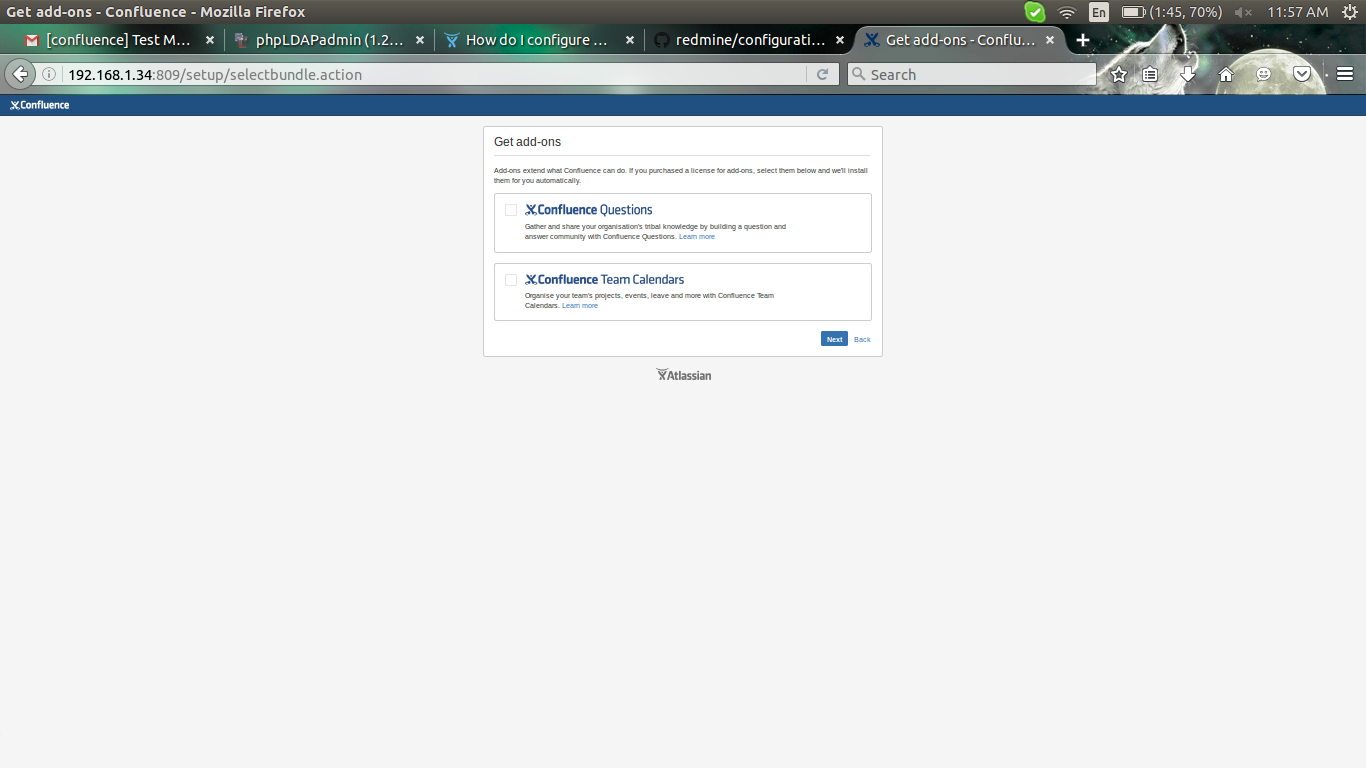 Get add-ons - Confluence - Mozilla Firefox
En (1:45, 70%) 11:57 AM
[confluence] Test M... × phpLDAPadmin (1.2... × How do I configure ... × redmine/configurati... × Get add-ons - Conflu... × +
192.168.1.34:809/setup/selectbundle.action Search
Confluence
Get add-ons
Add-ons extend what Confluence can do. If you purchased a license for add-ons, select them below and we'll install
them for you automatically.
Confluence Questions
Gather and share your organisation's tribal knowledge by building a question and
answer community with Confluence Questions. Learn more
Confluence Team Calendars
Organise your team's projects, events, leave and more with Confluence Team
Calendars. Learn more
Next Back
Atlassian